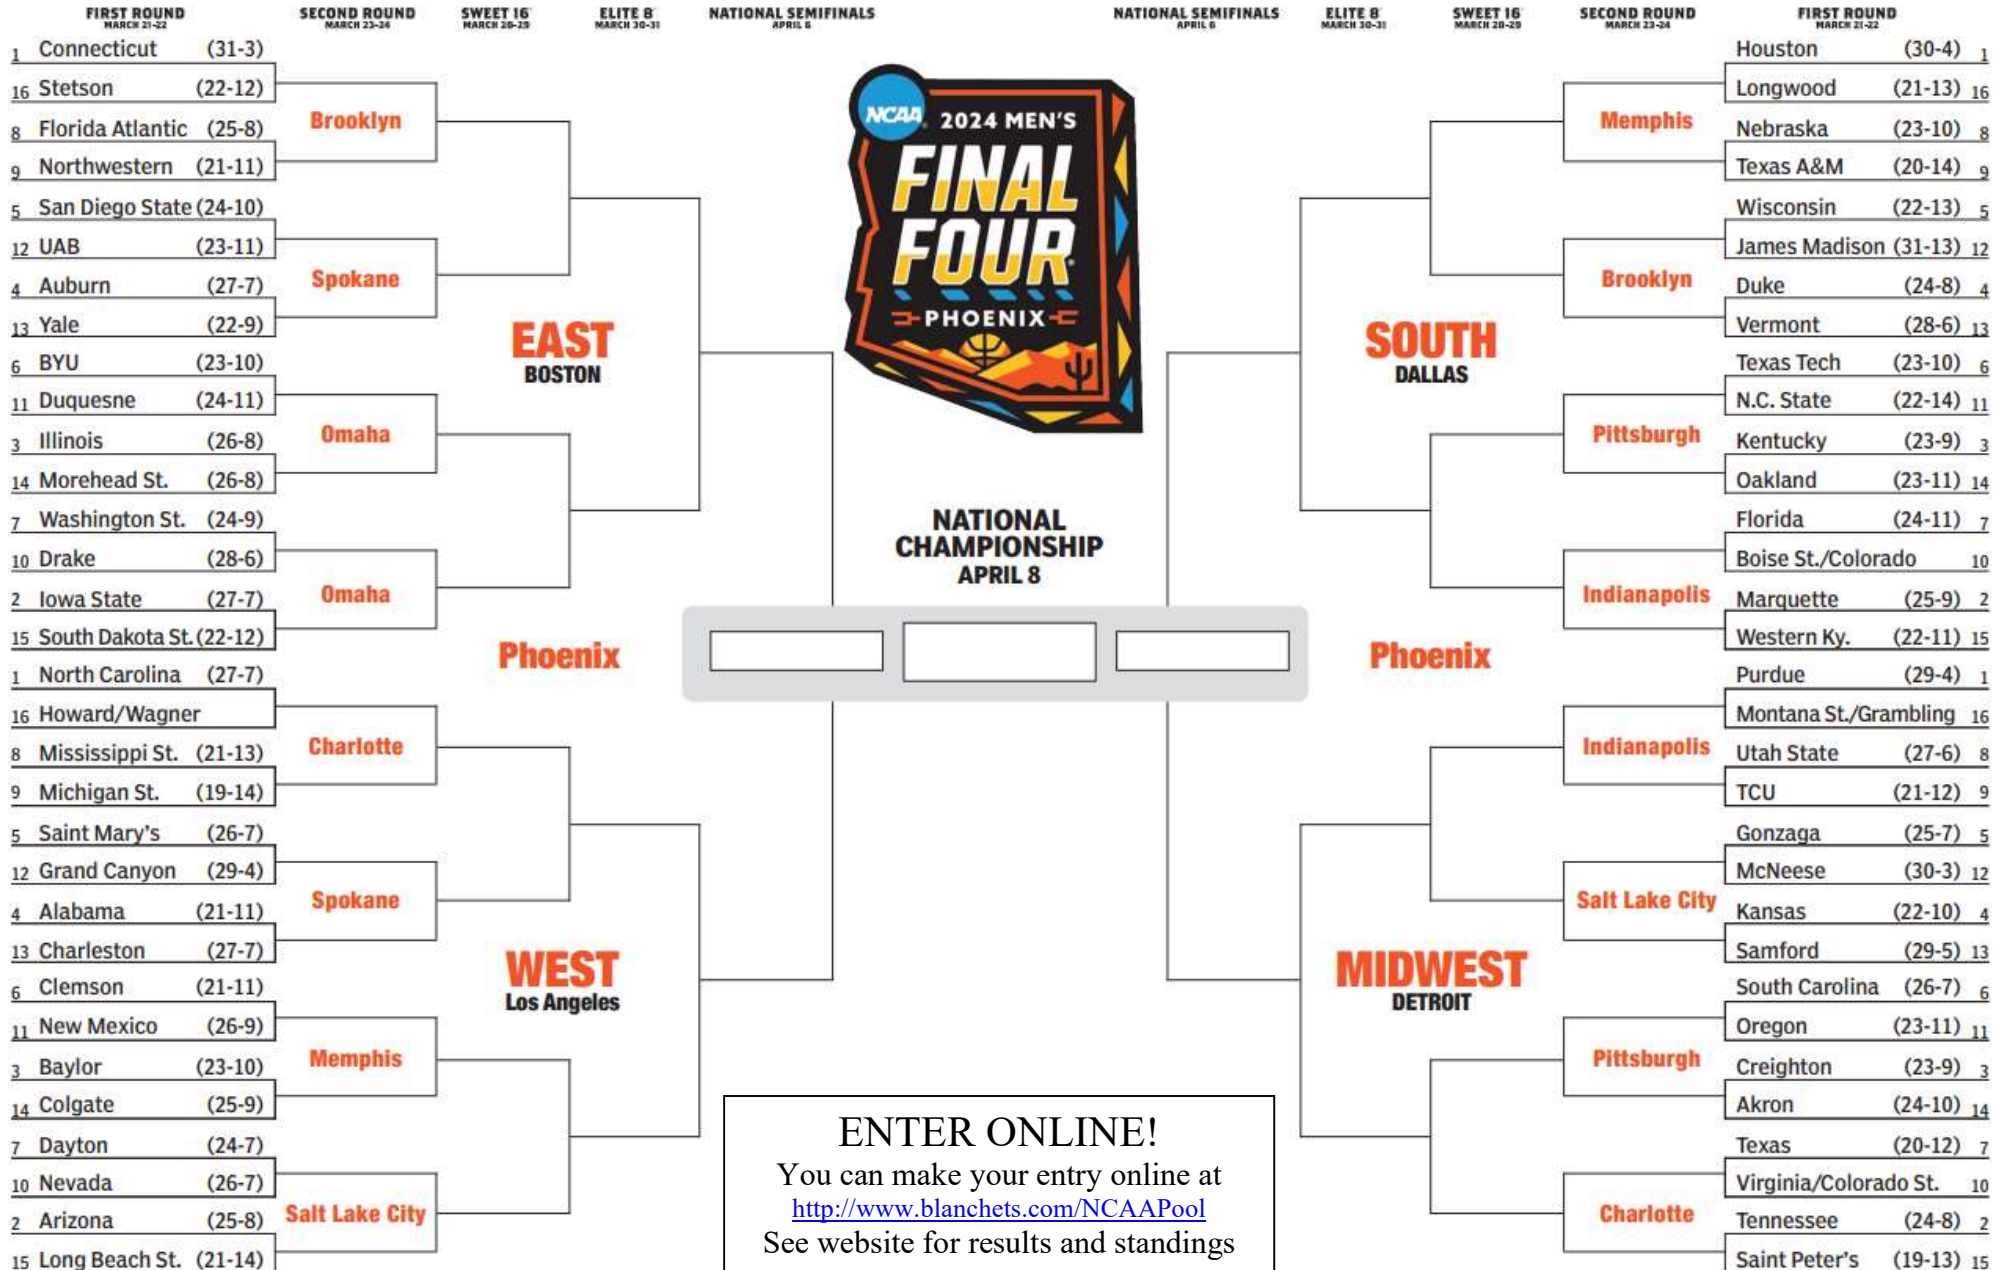 FIRST ROUND
MARCH 21-22
SECOND ROUND
MARCH 23-24
SWEET 16
MARCH 28-29
ELITE 8
MARCH 30-31
NATIONAL SEMIFINALS
APRIL 6
NATIONAL SEMIFINALS
APRIL 6
ELITE 8
MARCH 30-31
SWEET 16
MARCH 28-29
SECOND ROUND
MARCH 23-24
FIRST ROUND
MARCH 21-22
1 Connecticut (31-3)
16 Stetson (22-12)
Brooklyn
8 Florida Atlantic (25-8)
9 Northwestern (21-11)
5 San Diego State (24-10)
12 UAB (23-11)
Spokane
4 Auburn (27-7)
13 Yale (22-9)
EAST
BOSTON
6 BYU (23-10)
11 Duquesne (24-11)
Omaha
3 Illinois (26-8)
14 Morehead St. (26-8)
7 Washington St. (24-9)
10 Drake (28-6)
Omaha
2 Iowa State (27-7)
15 South Dakota St. (22-12)
Phoenix
1 North Carolina (27-7)
16 Howard/Wagner
Charlotte
8 Mississippi St. (21-13)
9 Michigan St. (19-14)
5 Saint Mary's (26-7)
12 Grand Canyon (29-4)
Spokane
4 Alabama (21-11)
13 Charleston (27-7)
WEST
Los Angeles
6 Clemson (21-11)
11 New Mexico (26-9)
Memphis
3 Baylor (23-10)
14 Colgate (25-9)
7 Dayton (24-7)
10 Nevada (26-7)
Salt Lake City
2 Arizona (25-8)
15 Long Beach St. (21-14)
NCAA
2024 MEN'S
FINAL
FOUR
PHOENIX
NATIONAL
CHAMPIONSHIP
APRIL 8
ENTER ONLINE!
You can make your entry online at
http://www.blanchets.com/NCAAPool
See website for results and standings
Houston (30-4) 1
Longwood (21-13) 16
Memphis
Nebraska (23-10) 8
Texas A&M (20-14) 9
Wisconsin (22-13) 5
James Madison (31-13) 12
Brooklyn
Duke (24-8) 4
Vermont (28-6) 13
SOUTH
DALLAS
Texas Tech (23-10) 6
N.C. State (22-14) 11
Pittsburgh
Kentucky (23-9) 3
Oakland (23-11) 14
Florida (24-11) 7
Boise St./Colorado 10
Indianapolis
Marquette (25-9) 2
Western Ky. (22-11) 15
Phoenix
Purdue (29-4) 1
Montana St./Grambling 16
Indianapolis
Utah State (27-6) 8
TCU (21-12) 9
Gonzaga (25-7) 5
McNeese (30-3) 12
Salt Lake City
Kansas (22-10) 4
Samford (29-5) 13
MIDWEST
DETROIT
South Carolina (26-7) 6
Oregon (23-11) 11
Pittsburgh
Creighton (23-9) 3
Akron (24-10) 14
Texas (20-12) 7
Virginia/Colorado St. 10
Charlotte
Tennessee (24-8) 2
Saint Peter's (19-13) 15